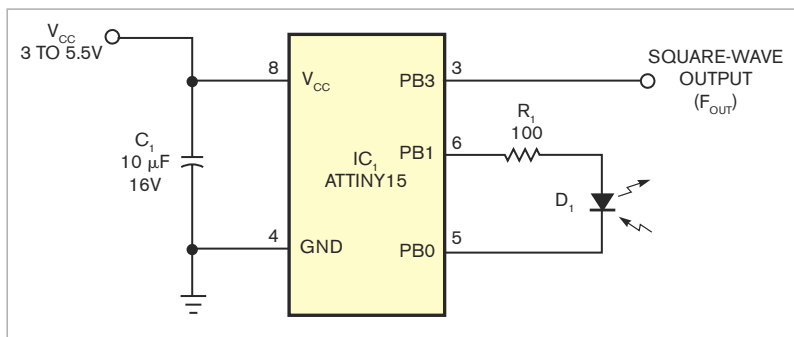 V_CC
3 TO 5.5V
8
V_CC
PB3
3
SQUARE-WAVE
OUTPUT
(F_OUT)
C_1
10 μF
16V
IC_1
ATTINY15
PB1
6
R_1
100
D_1
4
GND
PB0
5